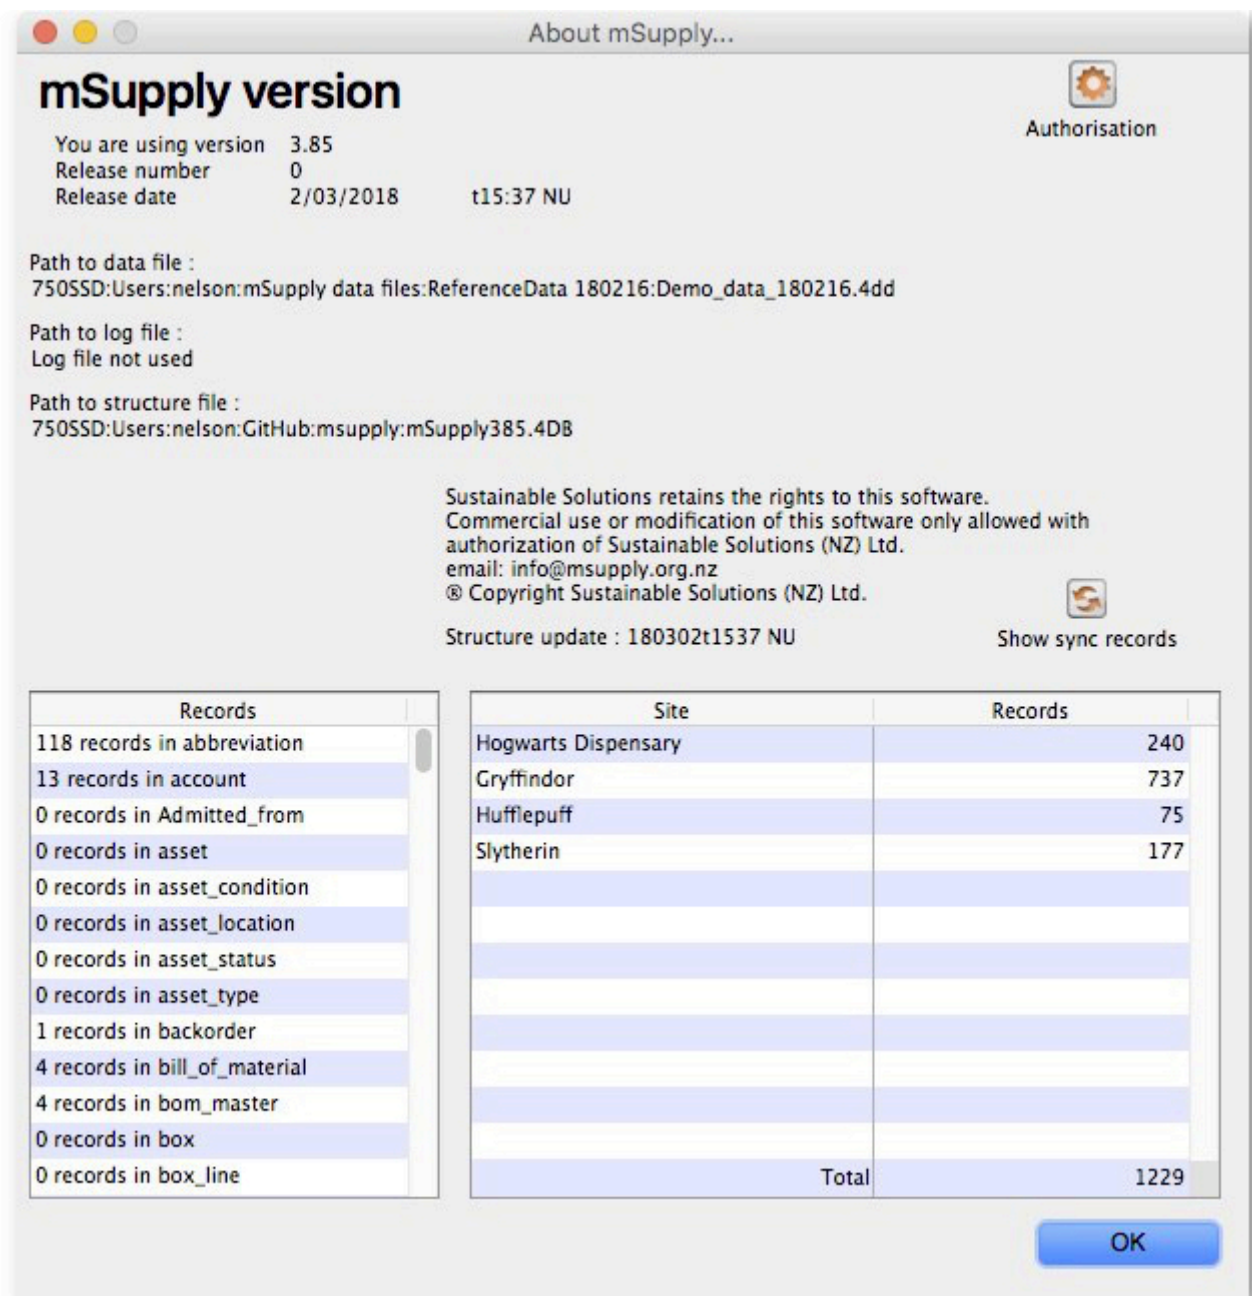 About mSupply...
mSupply version
Authorisation
You are using version 3.85
Release number 0
Release date 2/03/2018 t15:37 NU
Path to data file :
750SSD:Users:nelson:mSupply data files:ReferenceData 180216:Demo_data_180216.4dd
Path to log file :
Log file not used
Path to structure file :
750SSD:Users:nelson:GitHub:msupply:mSupply385.4DB
Sustainable Solutions retains the rights to this software.
Commercial use or modification of this software only allowed with
authorization of Sustainable Solutions (NZ) Ltd.
email: info@msupply.org.nz
® Copyright Sustainable Solutions (NZ) Ltd.
Structure update : 180302t1537 NU
Show sync records
Records
118 records in abbreviation
13 records in account
0 records in Admitted_from
0 records in asset
0 records in asset_condition
0 records in asset_location
0 records in asset_status
0 records in asset_type
1 records in backorder
4 records in bill_of_material
4 records in bom_master
0 records in box
0 records in box_line
Site Records
Hogwarts Dispensary 240
Gryffindor 737
Hufflepuff 75
Slytherin 177
Total 1229
OK